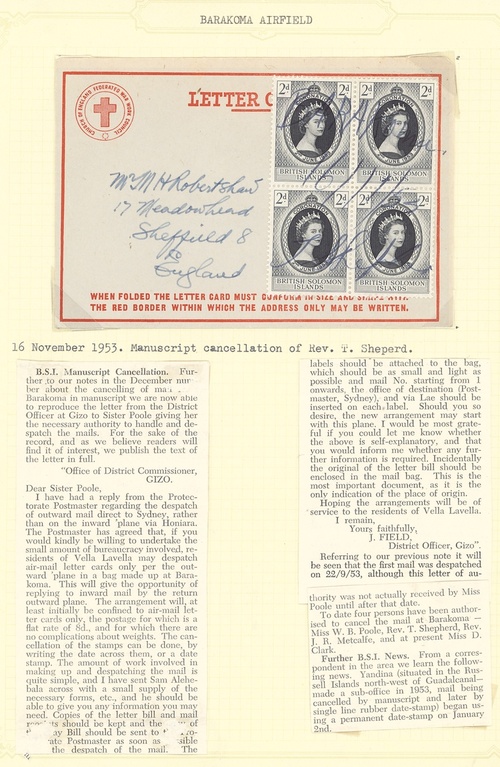 BARAKOMA AIRFIELD
CHURCH OF ENGLAND FEDERATED WAR WORK COUNCIL
LETTER C
2d 2d
CORONATION CORONATION
2 JUNE 1953
BRITISH SOLOMON ISLANDS BRITISH SOLOMON ISLANDS
2d 2d
BRITISH SOLOMON ISLANDS BRITISH SOLOMON ISLANDS
Mr M H Robertshaw
17 Meadowhead
Sheffield 8
England
WHEN FOLDED THE LETTER CARD MUST CONFORM IN SIZE AND SHAPE WITH
THE RED BORDER WITHIN WHICH THE ADDRESS ONLY MAY BE WRITTEN.
16 November 1953. Manuscript cancellation of Rev. T. Sheperd.
B.S.I. Manuscript Cancellation. Fur-
ther to our notes in the December num
ber about the cancelling of ma
Barakoma in manuscript we are now able
to reproduce the letter from the District
Officer at Gizo to Sister Poole giving her
the necessary authority to handle and de-
spatch the mails. For the sake of the
record, and as we believe readers will
find it of interest, we publish the text of
the letter in full.
"Office of District Commissioner,
GIZO.
Dear Sister Poole,
I have had a reply from the Protec-
torate Postmaster regarding the despatch
of outward mail direct to Sydney, rather
than on the inward 'plane via Honiara.
The Postmaster has agreed that, if you
would kindly be willing to undertake the
small amount of bureaucracy involved, re-
sidents of Vella Lavella may despatch
air-mail letter cards only per the out-
ward 'plane in a bag made up at Bara-
koma. This will give the opportunity of
replying to inward mail by the return
outward plane. The arrangement will, at
least initially be confined to air-mail let-
ter cards only, the postage for which is a
flat rate of 8d., and for which there are
no complications about weights. The can-
cellation of the stamps can be done, by
writing the date across them, or a date
stamp. The amount of work involved in
making up and despatching the mail is
quite simple, and I have sent Sam Alehe-
bala across with a small supply of the
necessary forms, etc., and he should be
able to give you any information you may
need. Copies of the letter bill and mail
should be kept and the of
ay Bill should be sent to ro-
ate Postmaster as soon as sible
the despatch of the mail. The
labels should be attached to the bag,
which should be as small and light as
possible and mail No. starting from 1
onwards, the office of destination (Post-
master, Sydney), and via Lae should be
inserted on each label. Should you so
desire, the new arrangement may start
with this plane. I would be most grate-
ful if you could let me know whether
the above is self-explanatory, and that
you would inform me whether any fur-
ther information is required. Incidentally
the original of the letter bill should be
enclosed in the mail bag. This is the
most important document, as it is the
only indication of the place of origin.
Hoping the arrangements will be of
service to the residents of Vella Lavella.
I remain,
Yours faithfully,
J. FIELD,
District Officer, Gizo".
Referring to our previous note it will
be seen that the first mail was despatched
on 22/9/53, although this letter of au-
thority was not actually received by Miss
Poole until after that date.
To date four persons have been author-
ised to cancel the mail at Barakoma —
Miss W. B. Poole, Rev. T. Shepherd, Rev.
J. R. Metcalfe, and at present Miss D.
Clark.
Further B.S.I. News. From a corres-
pondent in the area we learn the follow-
ing news. Yandina (situated in the Rus-
sell Islands north-west of Guadalcanal—
made a sub-office in 1953, mail being
cancelled by manuscript and later by
single line rubber date-stamp) began us-
ing a permanent date-stamp on January
2nd.